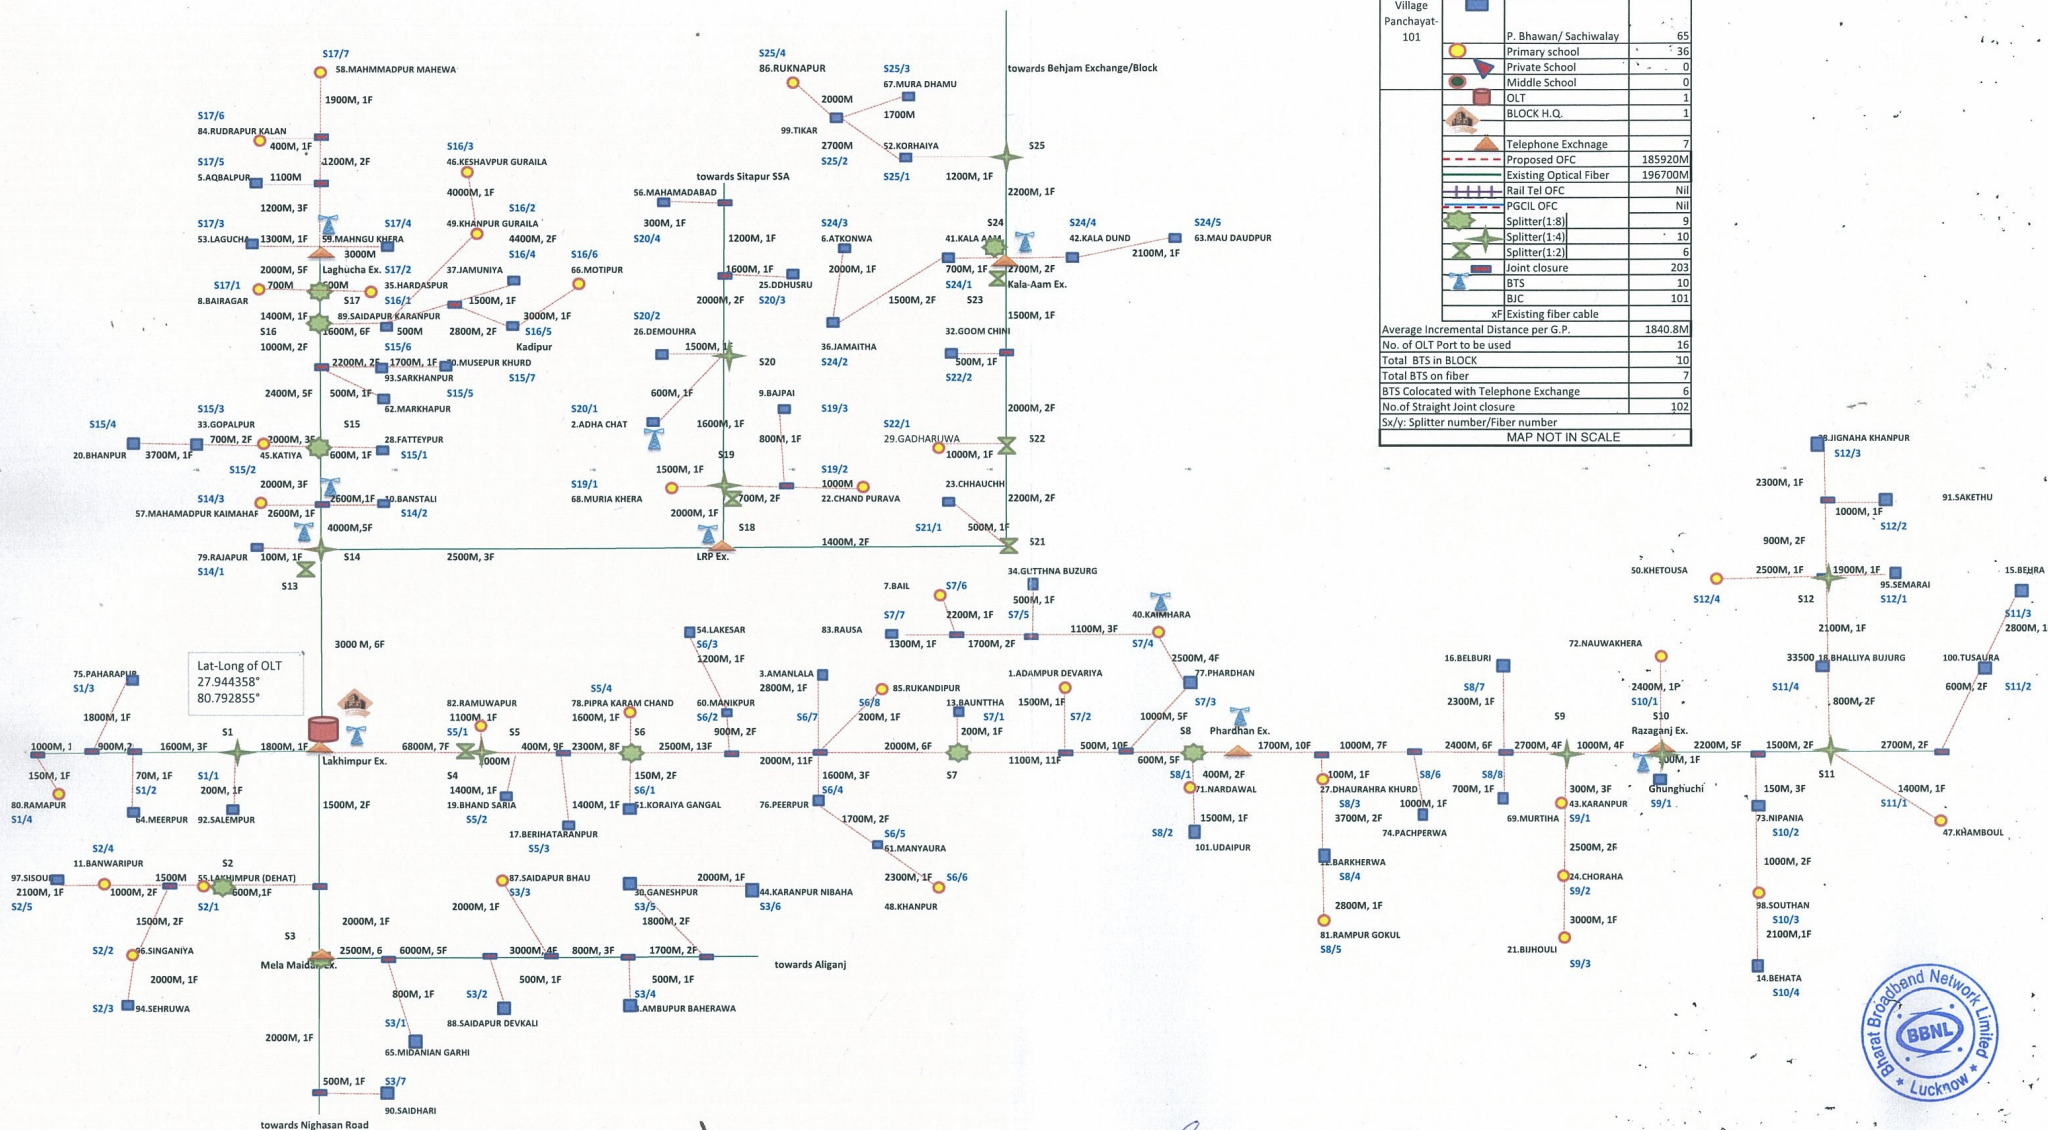 Village
Panchayat-
101
P. Bhawan/ Sachiwalay 65
Primary school 36
Private School 0
Middle School 0
OLT 1
BLOCK H.Q. 1
Telephone Exchnage 7
Proposed OFC 185920M
Existing Optical Fiber 196700M
Rail Tel OFC Nil
PGCIL OFC Nil
Splitter(1:8) 9
Splitter(1:4) 10
Splitter(1:2) 6
Joint closure 203
BTS 10
BJC 101
xF Existing fiber cable
Average Incremental Distance per G.P. 1840.8M
No. of OLT Port to be used 16
Total BTS in BLOCK 10
Total BTS on fiber 7
BTS Colocated with Telephone Exchange 6
No.of Straight Joint closure 102
Sx/y: Splitter number/Fiber number
MAP NOT IN SCALE
S17/7
58.MAHMMADPUR MAHEWA
1900M, 1F
S17/6
84.RUDRAPUR KALAN
400M, 1F
1200M, 2F
S17/5
5.AQBALPUR
1100M
1200M, 3F
S17/3
S17/4
53.LAGUCHA
1300M, 1F
59.MAHNGU KHERA
3000M
2000M, 5F
Laghucha Ex.
S17/2
S17/1
700M
600M
35.HARDASPUR
8.BAIRAGAR
S17
S16/1
1400M, 1F
89.SAIDAPUR KARANPUR
S16
1600M, 6F
500M
1000M, 2F
S16/3
46.KESHAVPUR GURAILA
4000M, 1F
S16/2
49.KHANPUR GURAILA
4400M, 2F
S16/4
S16/6
66.MOTIPUR
37.JAMUNIYA
1500M, 1F
2800M, 2F
3000M, 1F
S16/5
Kadipur
S15/6
2200M, 2F
1700M, 1F
MUSEPUR KHURD
93.SARKHANPUR
S15/7
S15/5
2400M, 5F
500M, 1F
62.MARKHAPUR
S15/3
S15
S15/4
33.GOPALPUR
700M, 2F
2000M, 3F
28.FATTEYPUR
20.BHANPUR
3700M, 1F
45.KATIYA
600M, 1F
S15/1
S15/2
2000M, 3F
S14/3
2600M,1F
10.BANSTALI
57.MAHAMADPUR KAIMAHAF
2600M, 1F
S14/2
4000M,5F
79.RAJAPUR
100M, 1F
S14
2500M, 3F
S14/1
S13
3000 M, 6F
Lat-Long of OLT
27.944358°
80.792855°
S25/4
86.RUKNAPUR
S25/3
67.MURA DHAMU
2000M
1700M
99.TIKAR
2700M
52.KORHAIYA
S25/2
S25/1
1200M, 1F
S25
towards Behjam Exchange/Block
2200M, 1F
towards Sitapur SSA
56.MAHAMADABAD
300M, 1F
S20/4
1200M, 1F
1600M, 1F
25.DDHUSRU
S20/3
2000M, 2F
S20/2
26.DEMOUHRA
1500M, 1F
S20
600M, 1F
S20/1
2.ADHA CHAT
1600M, 1F
9.BAJPAI
S19/3
800M, 1F
S19
1500M, 1F
S19/2
S19/1
1000M
68.MURIA KHERA
700M, 2F
22.CHAND PURAVA
2000M, 1F
S18
LRP Ex.
1400M, 2F
S24/3
6.ATKONWA
2000M, 1F
S24
41.KALA AAM
700M, 1F
S24/1
S24/4
42.KALA DUND
S24/5
63.MAU DAUDPUR
2100M, 1F
2700M, 2F
Kala-Aam Ex.
S23
1500M, 2F
1500M, 1F
36.JAMAITHA
S24/2
32.GOOM CHINI
500M, 1F
S22/2
2000M, 2F
S22/1
29.GADHARUWA
1000M, 1F
S22
23.CHHAUCHH
2200M, 2F
S21/1
500M, 1F
S21
75.PAHARAPUR
S1/3
1800M, 1F
S1
900M,2
1600M, 3F
1800M, 1F
Lakhimpur Ex.
150M, 1F
70M, 1F
S1/1
S1/2
200M, 1F
80.RAMAPUR
S1/4
64.MEERPUR
92.SALEMPUR
1500M, 2F
82.RAMUWAPUR
1100M, 1F
S5/1
S5
6800M, 7F
S4
1400M, 1F
19.BHAND SARIA
S5/2
S5/4
78.PIPRA KARAM CHAND
1600M, 1F
S6
400M, 9F
2300M, 8F
2500M, 13F
150M, 2F
S6/1
1400M, 1F
KORAIYA GANGAL
17.BERIHATARANPUR
S5/3
54.LAKESAR
S6/3
1200M, 1F
60.MANIKPUR
S6/2
900M, 2F
3.AMANLALA
2800M, 1F
85.RUKANDIPUR
S6/7
S6/8
200M, 1F
2000M, 11F
2000M, 6F
1600M, 3F
S6/4
76.PEERPUR
1700M, 2F
S6/5
61.MANYAURA
2300M, 1F
S6/6
48.KHANPUR
7.BAIL
S7/6
34.GUTTHNA BUZURG
500M, 1F
S7/7
2200M, 1F
S7/5
83.RAUSA
1300M, 1F
1700M, 2F
1100M, 3F
40.KAIMHARA
S7/4
2500M, 4F
77.PHARDHAN
S7/3
1.ADAMPUR DEVARIYA
1500M, 1F
13.BAUNTTHA
S7/1
200M, 1F
S7/2
1000M, 5F
S7
1100M, 11F
500M, 10F
S8
600M, 5F
Phardhan Ex.
1700M, 10F
S8/1
400M, 2F
71.NARDAWAL
1500M, 1F
S8/2
101.UDAIPUR
1000M, 7F
100M, 1F
27.DHAURAHRA KHURD
S8/3
3700M, 2F
BARKHERWA
S8/4
2800M, 1F
81.RAMPUR GOKUL
S8/5
S8/6
1000M, 1F
74.PACHPERWA
16.BELBURI
S8/7
2300M, 1F
2400M, 6F
S8/8
700M, 1F
69.MURTIHA
S9
2700M, 4F
1000M, 4F
300M, 3F
43.KARANPUR
S9/1
2500M, 2F
24.CHORAHA
S9/2
3000M, 1F
21.BIJHOULI
S9/3
72.NAUWAKHERA
2400M, 1F
S10/1
S10
Razaganj Ex.
Ghunghuchi
S9/1
2200M, 5F
1500M, 2F
150M, 3F
73.NIPANIA
S10/2
1000M, 2F
98.SOUTHAN
S10/3
2100M,1F
14.BEHATA
S10/4
JIGNAHA KHANPUR
S12/3
2300M, 1F
91.SAKETHU
1000M, 1F
S12/2
900M, 2F
50.KHETOUSA
2500M, 1F
1900M, 1F
95.SEMARAI
S12/4
S12
S12/1
2100M, 1F
33500
18.BHALLIYA BUJURG
S11/4
800M, 2F
15.BEHRA
S11/3
2800M, 1
100.TUSAURA
600M, 2F
S11/2
2700M, 2F
S11
1400M, 1F
S11/1
47.KHAMBOUL
S2/4
11.BANWARIPUR
1500M
S2
97.SISOU
55.LAKHIMPUR (DEHAT)
2100M, 1F
1000M, 2F
600M,1F
S2/5
S2/1
1500M, 2F
S2/2
96.SINGANIYA
2000M, 1F
S2/3
94.SEHRUWA
2000M, 1F
S3
2500M, 6
6000M, 5F
3000M, 4F
800M, 3F
1700M, 2F
Mela Maidan Ex.
towards Aliganj
87.SAIDAPUR BHAU
S3/3
2000M, 1F
30.GANESHPUR
2000M, 1F
44.KARANPUR NIBAHA
S3/5
S3/6
1800M, 2F
800M, 1F
S3/2
500M, 1F
S3/4
500M, 1F
AMBUPUR BAHERAWA
S3/1
88.SAIDAPUR DEVKALI
65.MIDANIAN GARHI
2000M, 1F
500M, 1F
S3/7
90.SAIDHARI
towards Nighasan Road
Bharat Broadband Network Limited
BBNL
Lucknow